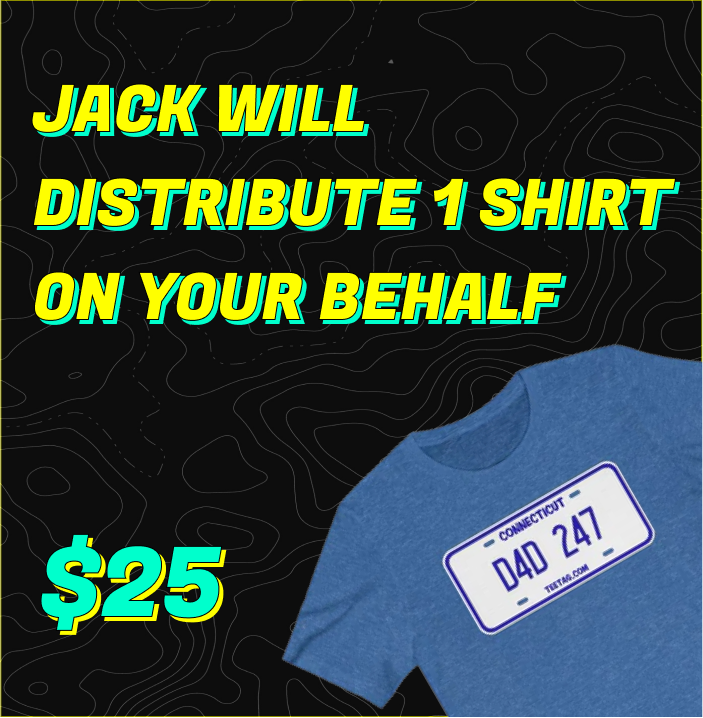 JACK WILL
DISTRIBUTE 1 SHIRT
ON YOUR BEHALF
$25
CONNECTICUT
D4D 247
TEETAG.COM